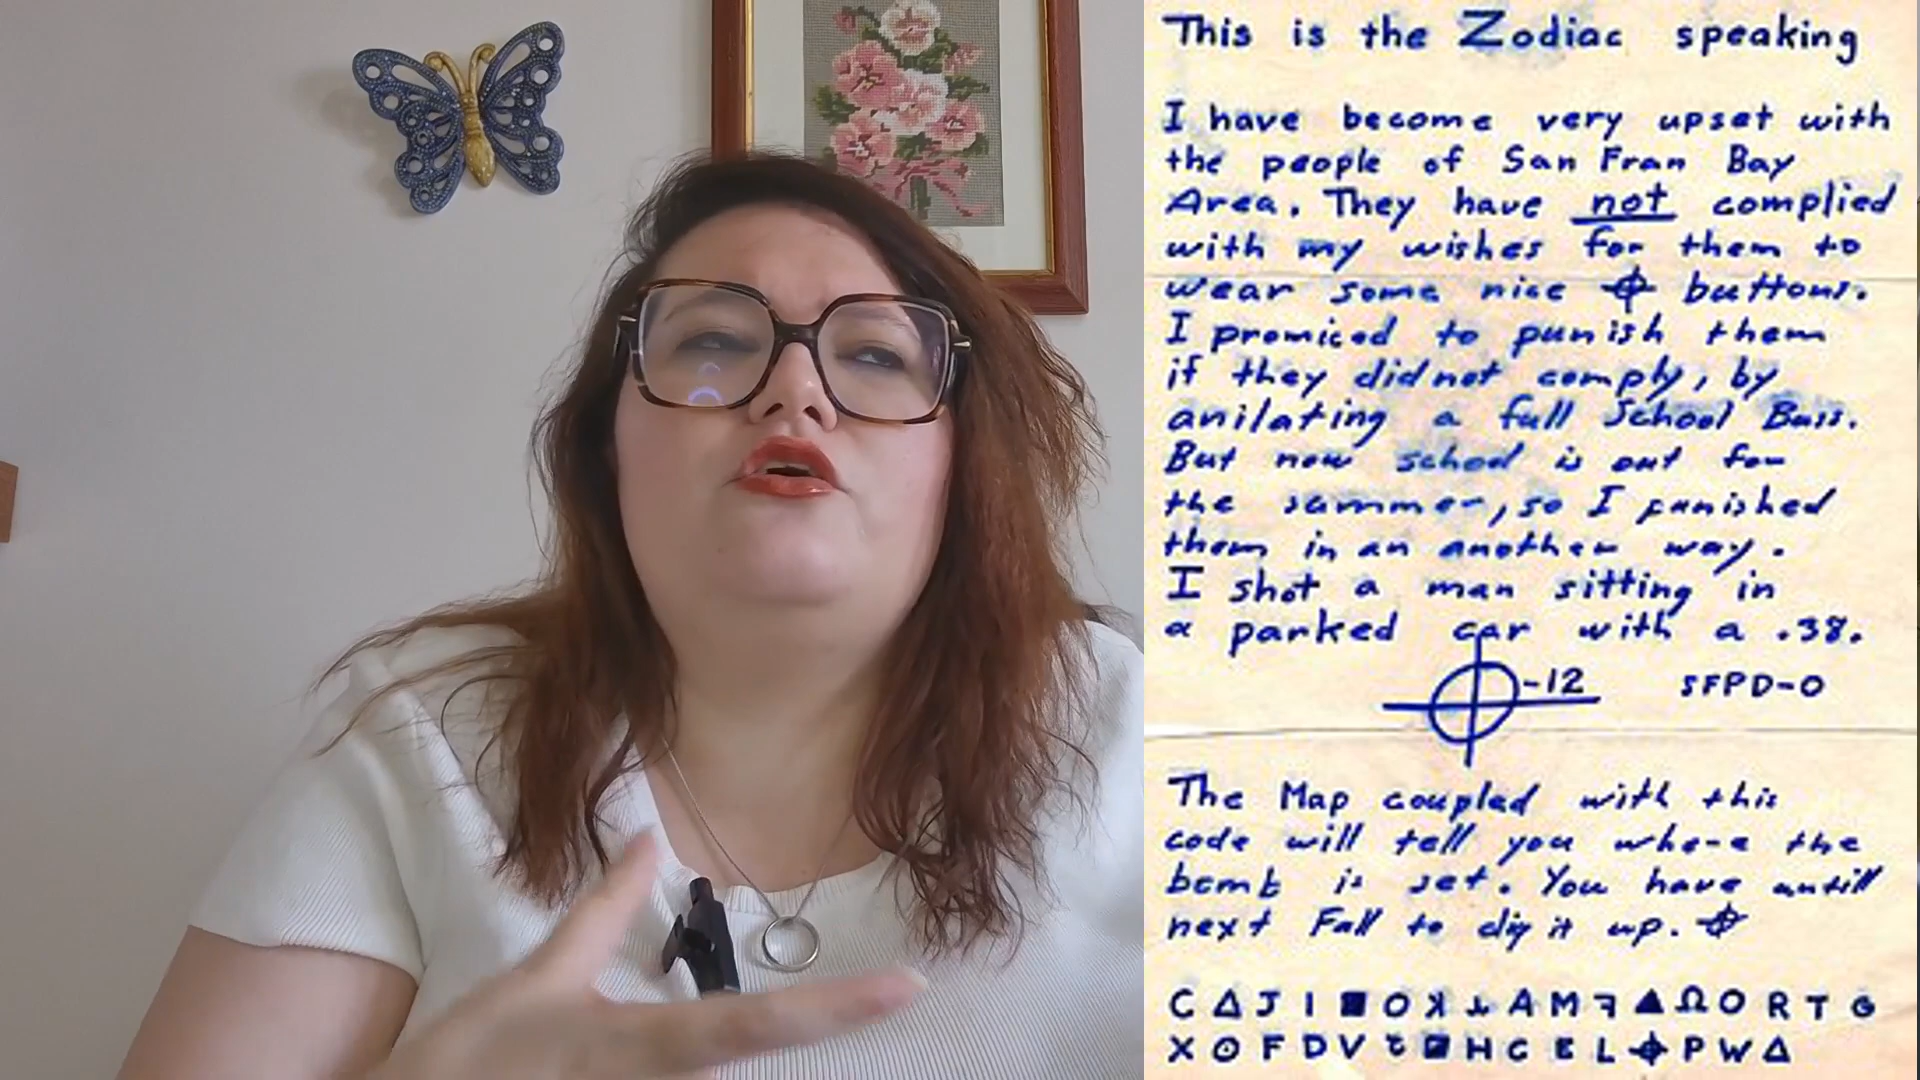 This is the Zodiac speaking
I have become very upset with
the people of San Fran Bay
Area. They have not complied
with my wishes for them to
wear some nice ⌖ buttons.
I promiced to punish them
if they did not comply, by
anilating a full School Buss.
But now school is out for
the summer, so I punished
them in an another way.
I shot a man sitting in
a parked car with a .38.
⌖-12 SFPD-0
The Map coupled with this
code will tell you where the
bomb is set. You have untill
next Fall to dig it up. ⌖
C Δ J I ■ O ꓘ A M ▲ Ω O R T G
X ⊙ F D V H C E L ⌖ P W Δ